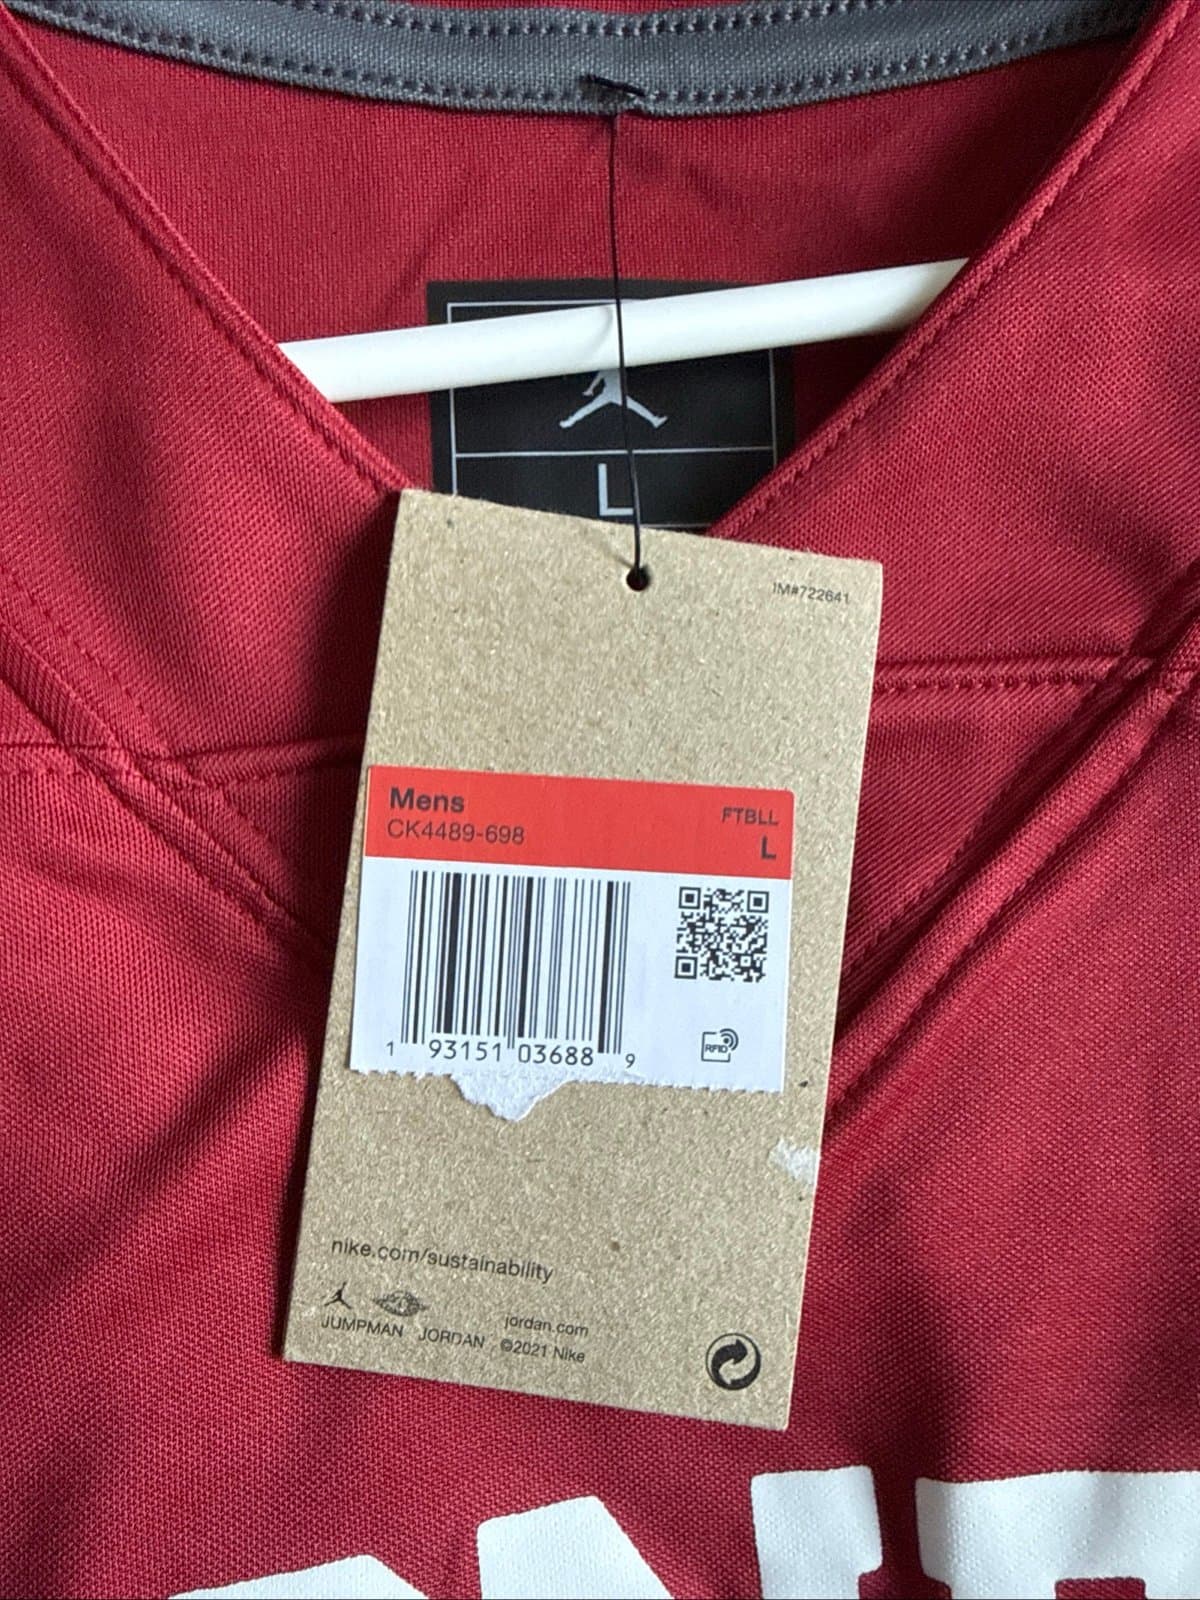 L
IM#722641
Mens
CK4489-698
FTBLL
L
1 93151 03688 9
RFID
nike.com/sustainability
JUMPMAN JORDAN
jordan.com
©2021 Nike